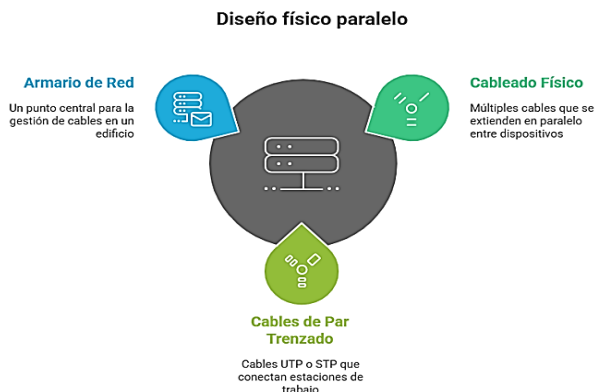 Diseño físico paralelo
Armario de Red
Un punto central para la
gestión de cables en un
edificio
Cableado Físico
Múltiples cables que se
extienden en paralelo
entre dispositivos
Cables de Par
Trenzado
Cables UTP o STP que
conectan estaciones de
trabajo